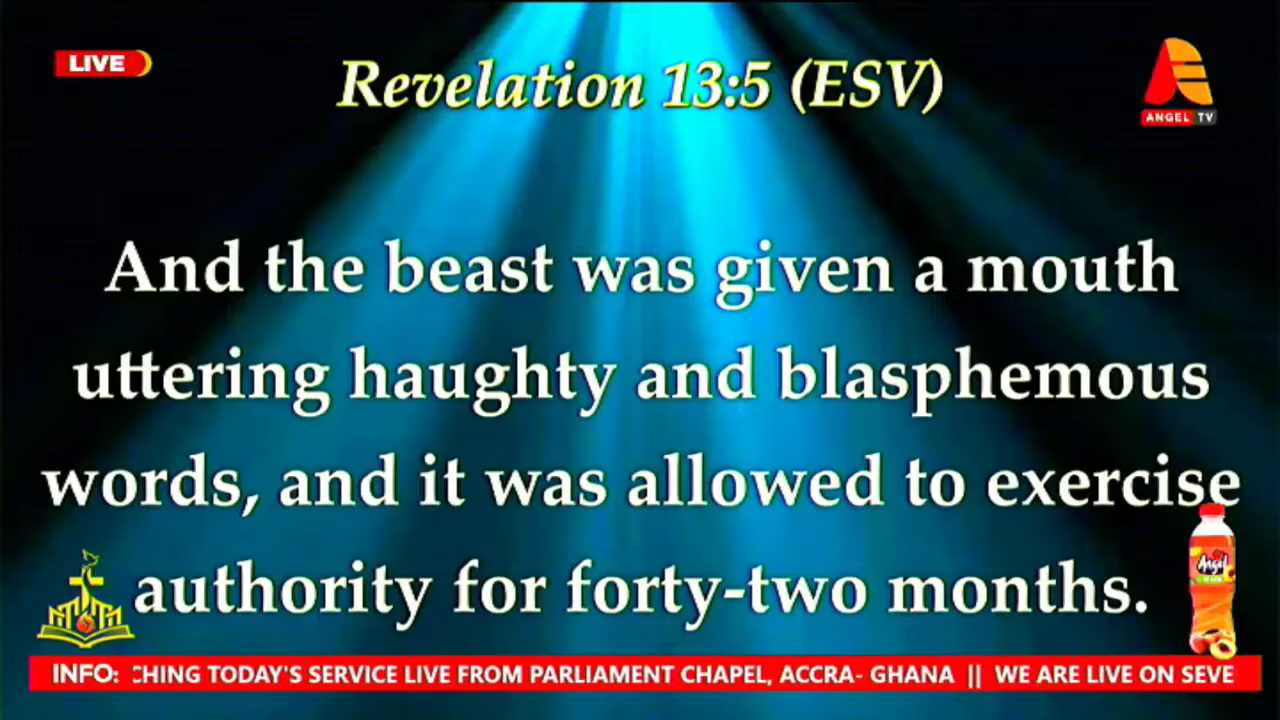 LIVE
Revelation 13:5 (ESV)
ANGEL TV
And the beast was given a mouth
uttering haughty and blasphemous
words, and it was allowed to exercise
authority for forty-two months.
Angel
INFO: CHING TODAY'S SERVICE LIVE FROM PARLIAMENT CHAPEL, ACCRA- GHANA || WE ARE LIVE ON SEVE